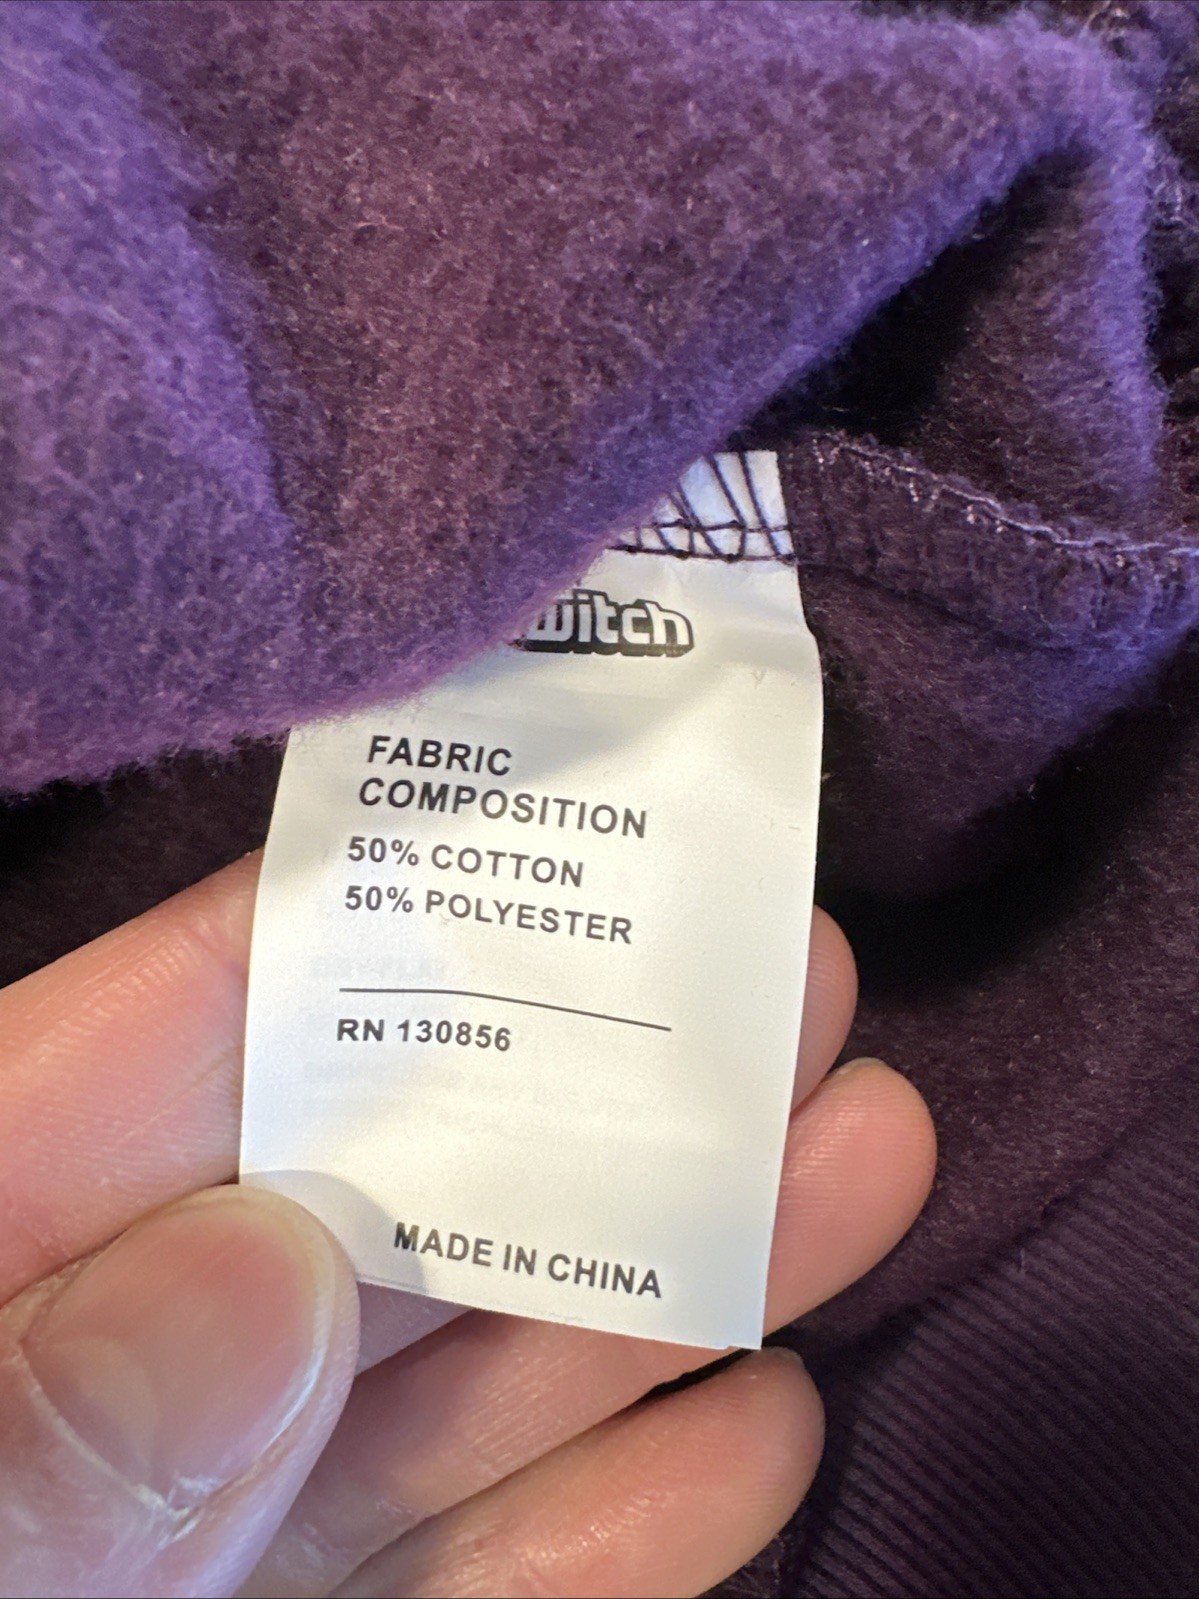 witch
FABRIC
COMPOSITION
50% COTTON
50% POLYESTER
RN 130856
MADE IN CHINA